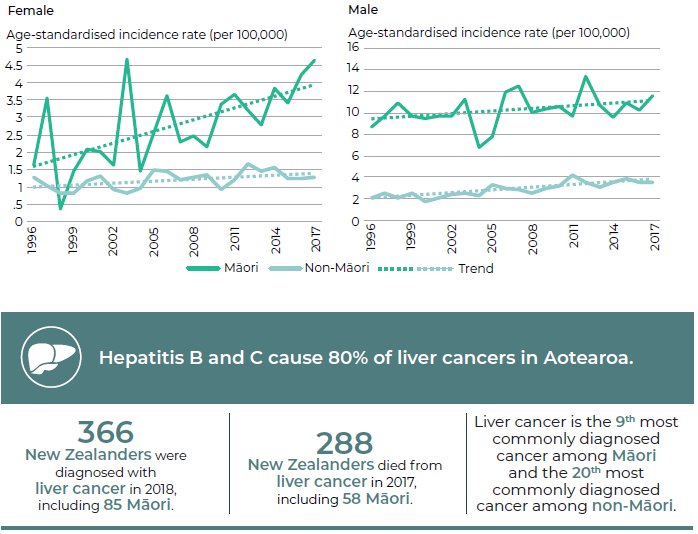 Female
Age-standardised incidence rate (per 100,000)
5
4.5
4
3.5
3
2.5
2
1.5
1
.5
0
1996
1999
2002
2005
2008
2011
2014
2017
Male
Age-standardised incidence rate (per 100,000)
16
14
12
10
8
6
4
2
0
1996
1999
2002
2005
2008
2011
2014
2017
Māori
Non-Māori
Trend
Hepatitis B and C cause 80% of liver cancers in Aotearoa.
366
New Zealanders were
diagnosed with
liver cancer in 2018,
including 85 Māori.
288
New Zealanders died from
liver cancer in 2017,
including 58 Māori.
Liver cancer is the 9th most
commonly diagnosed
cancer among Māori
and the 20th most
commonly diagnosed
cancer among non-Māori.